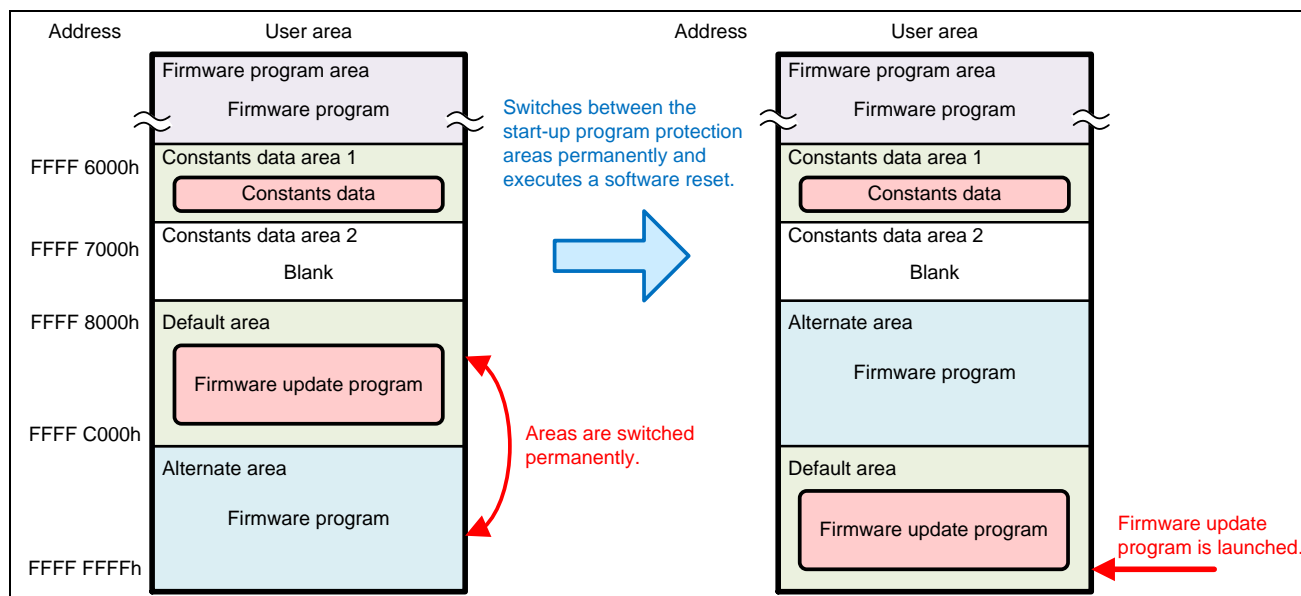 Address
User area
Firmware program area
Firmware program
FFFF 6000h
Constants data area 1
Constants data
FFFF 7000h
Constants data area 2
Blank
FFFF 8000h
Default area
Firmware update program
FFFF C000h
Alternate area
Firmware program
FFFF FFFFh
Switches between the
start-up program protection
areas permanently and
executes a software reset.
Areas are switched
permanently.
Address
User area
Firmware program area
Firmware program
Constants data area 1
Constants data
Constants data area 2
Blank
Alternate area
Firmware program
Default area
Firmware update program
Firmware update
program is launched.